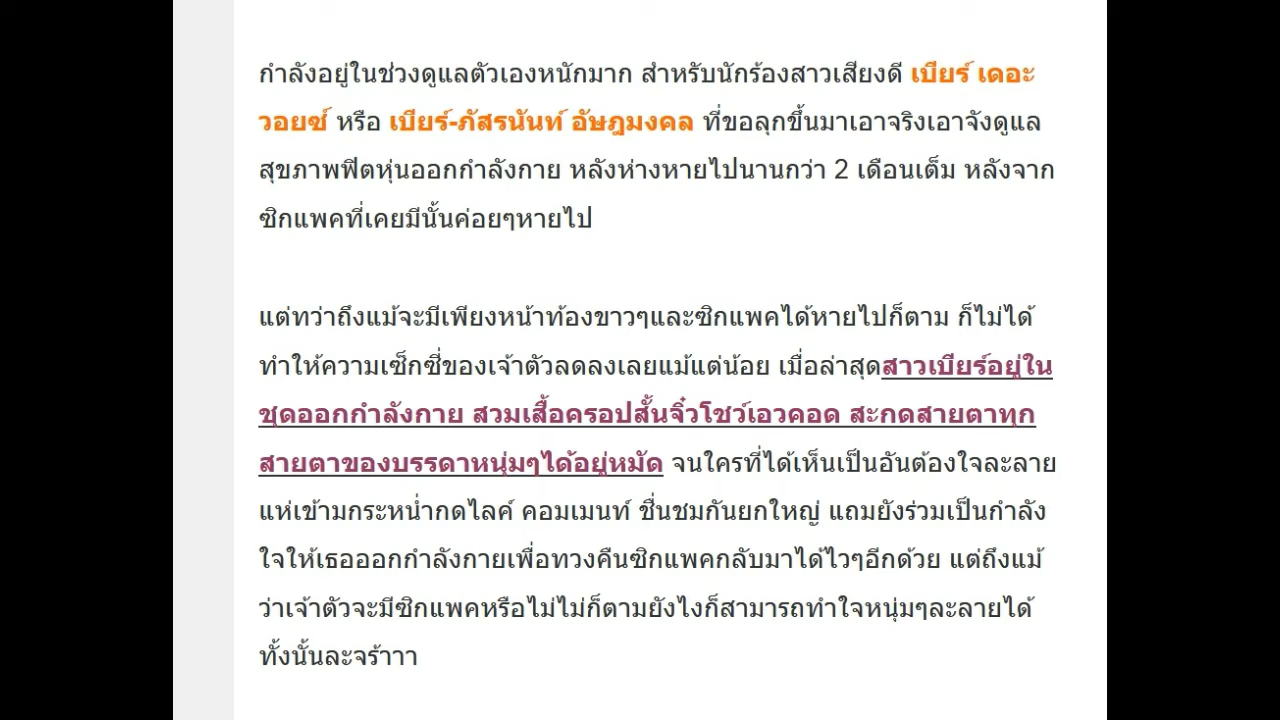 กำลังอยู่ในช่วงดูแลตัวเองหนักมาก สำหรับนักร้องสาวเสียงดี เบียร์ เดอะ
วอยซ์ หรือ เบียร์-ภัสรนันท์ อัษฎมงคล ที่ขอลุกขึ้นมาเอาจริงเอาจังดูแล
สุขภาพฟิตหุ่นออกกำลังกาย หลังห่างหายไปนานกว่า 2 เดือนเต็ม หลังจาก
ซิกแพคที่เคยมีนั้นค่อยๆหายไป
แต่ทว่าถึงแม้จะมีเพียงหน้าท้องขาวๆและซิกแพคได้หายไปก็ตาม ก็ไม่ได้
ทำให้ความเซ็กซี่ของเจ้าตัวลดลงเลยแม้แต่น้อย เมื่อล่าสุดสาวเบียร์อยู่ใน
ชุดออกกำลังกาย สวมเสื้อครอปสั้นจิ๋วโชว์เอวคอด สะกดสายตาทุก
สายตาของบรรดาหนุ่มๆได้อยู่หมัด จนใครที่ได้เห็นเป็นอันต้องใจละลาย
แห่เข้ามกระหน่ำกดไลค์ คอมเมนท์ ชื่นชมกันยกใหญ่ แถมยังร่วมเป็นกำลัง
ใจให้เธอออกกำลังกายเพื่อทวงคืนซิกแพคกลับมาได้ไวๆอีกด้วย แต่ถึงแม้
ว่าเจ้าตัวจะมีซิกแพคหรือไม่ไม่ก็ตามยังไงก็สามารถทำใจหนุ่มๆละลายได้
ทั้งนั้นละจร้าาา